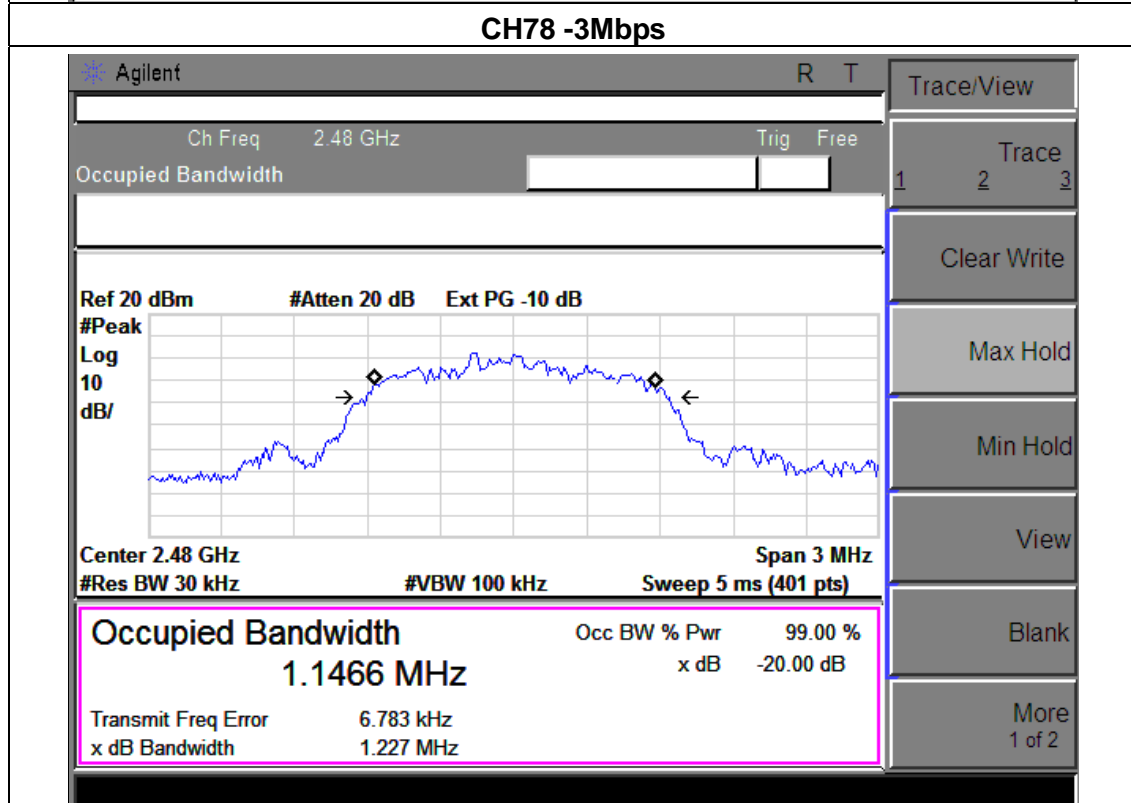 CH78 -3Mbps
Agilent R T
Trace/View
Ch Freq 2.48 GHz Trig Free
Occupied Bandwidth
Trace
1 2 3
Clear Write
Ref 20 dBm #Atten 20 dB Ext PG -10 dB
#Peak
Log
10
dB/
Max Hold
Min Hold
View
Center 2.48 GHz Span 3 MHz
#Res BW 30 kHz #VBW 100 kHz Sweep 5 ms (401 pts)
Occupied Bandwidth Occ BW % Pwr 99.00 %
1.1466 MHz x dB -20.00 dB
Blank
Transmit Freq Error 6.783 kHz
x dB Bandwidth 1.227 MHz
More
1 of 2